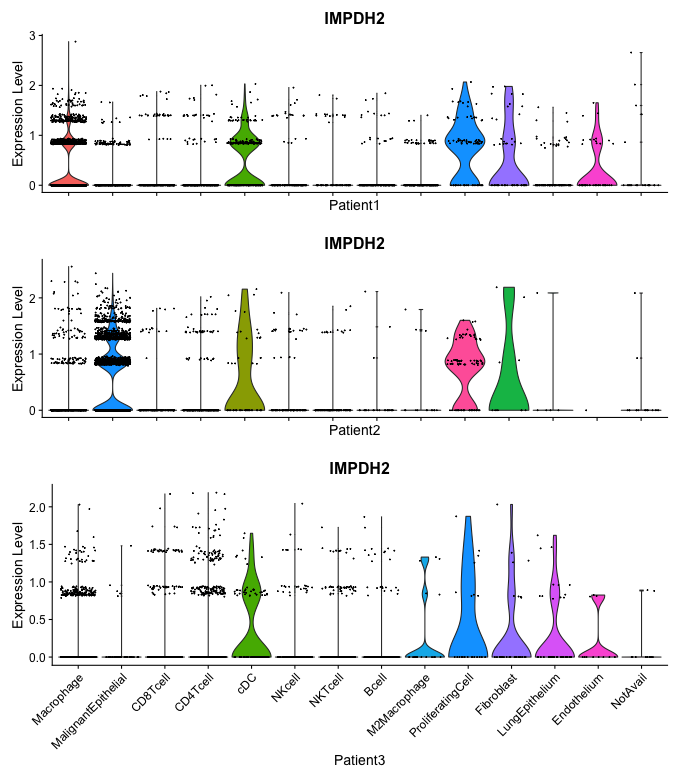 IMPDH2
Expression Level
3
2
1
0
Patient1
IMPDH2
Expression Level
2
1
0
Patient2
IMPDH2
Expression Level
2.0
1.5
1.0
0.5
0.0
Macrophage
MalignantEpithelial
CD8Tcell
CD4Tcell
cDC
NKcell
NKTcell
Bcell
M2Macrophage
ProliferatingCell
Fibroblast
LungEpithelium
Endothelium
NotAvail
Patient3